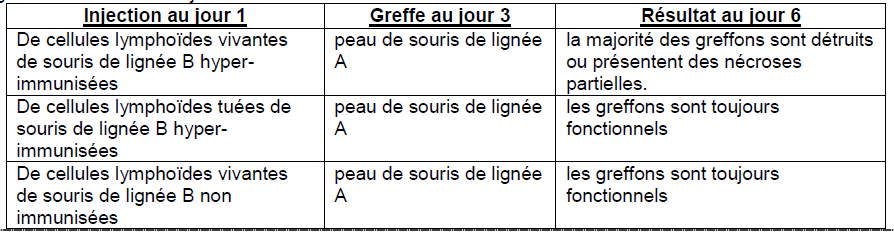 Injection au jour 1 Greffe au jour 3 Résultat au jour 6
De cellules lymphoïdes vivantes peau de souris de lignée la majorité des greffons sont détruits
de souris de lignée B hyper- A ou présentent des nécroses
immunisées partielles.
De cellules lymphoïdes tuées de peau de souris de lignée les greffons sont toujours
souris de lignée B hyper- A fonctionnels
immunisées
De cellules lymphoïdes vivantes peau de souris de lignée les greffons sont toujours
de souris de lignée B non A fonctionnels
immunisées